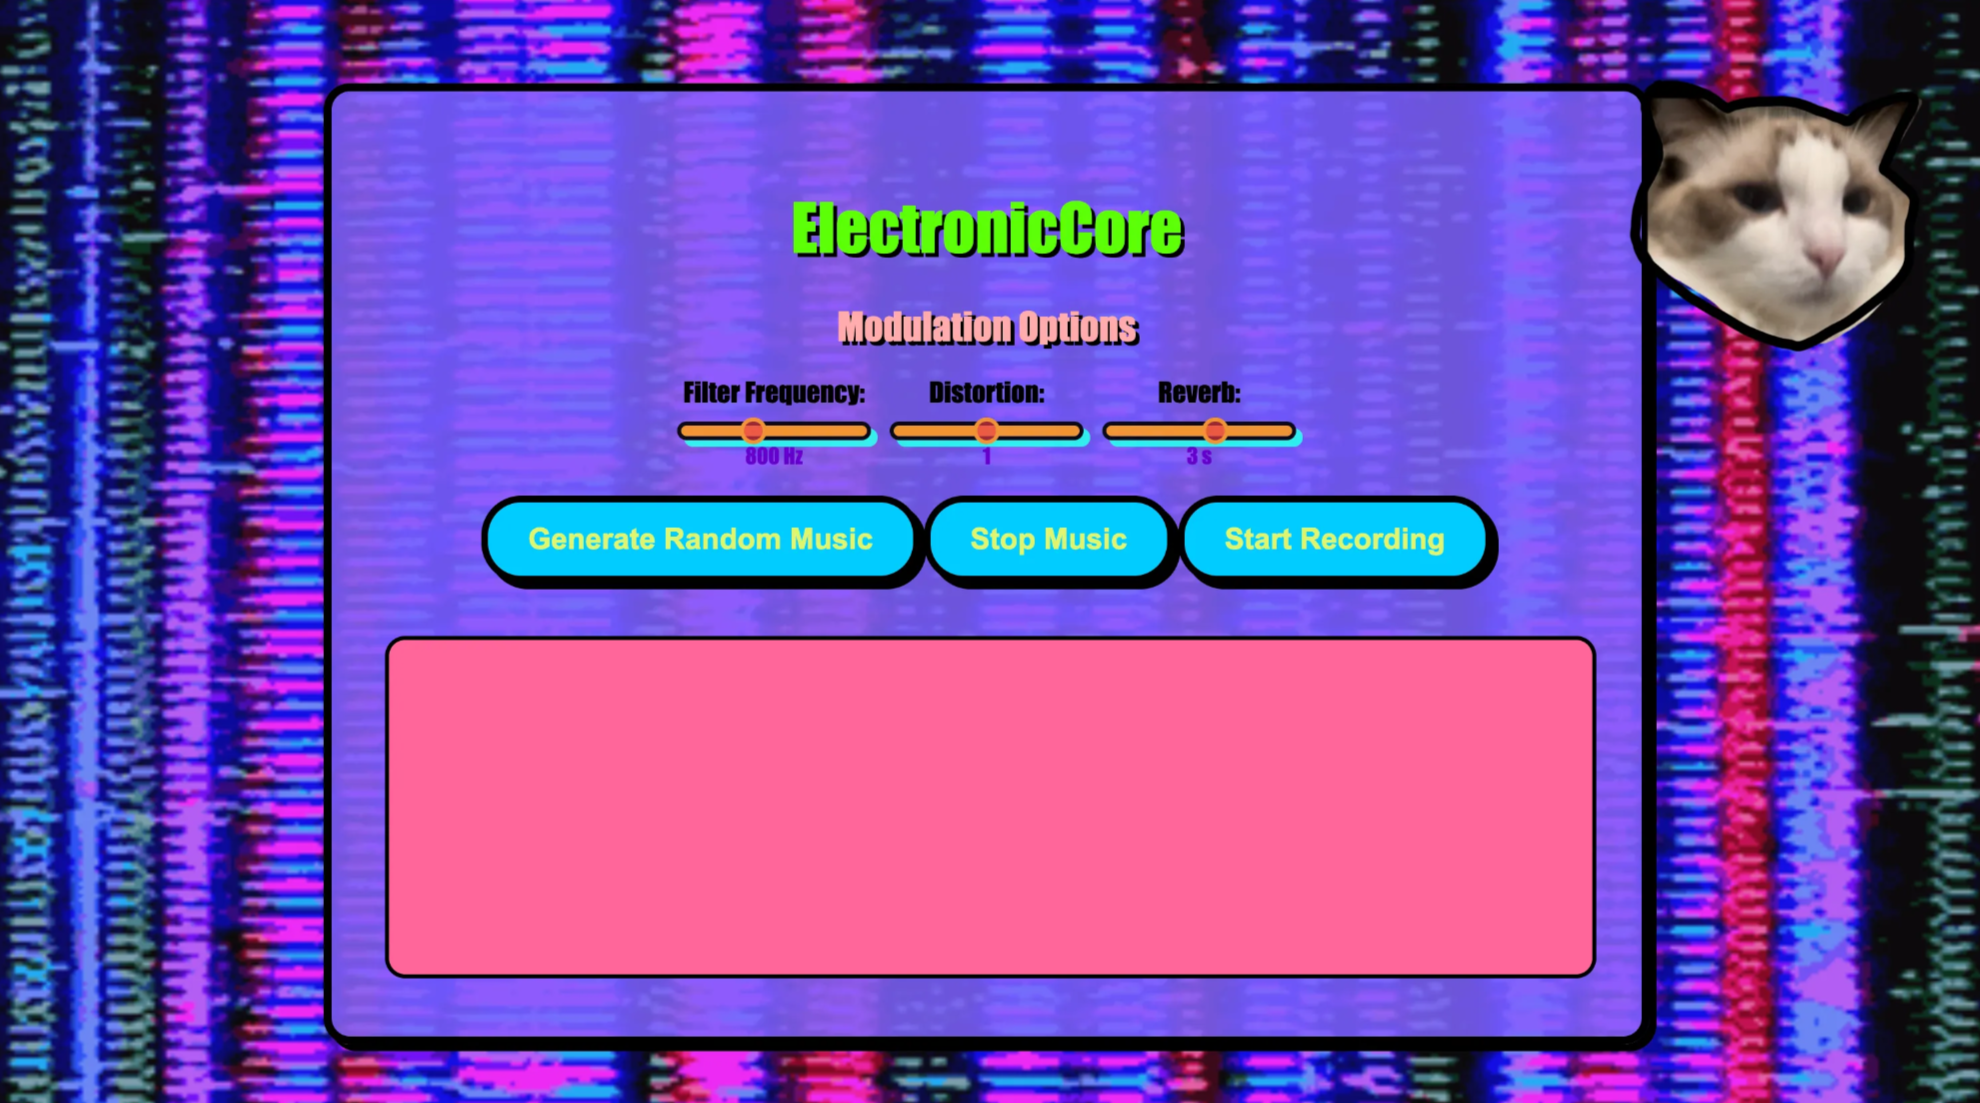 ElectronicCore
Modulation Options
Filter Frequency: Distortion: Reverb:
800 Hz 1 3 s
Generate Random Music Stop Music Start Recording